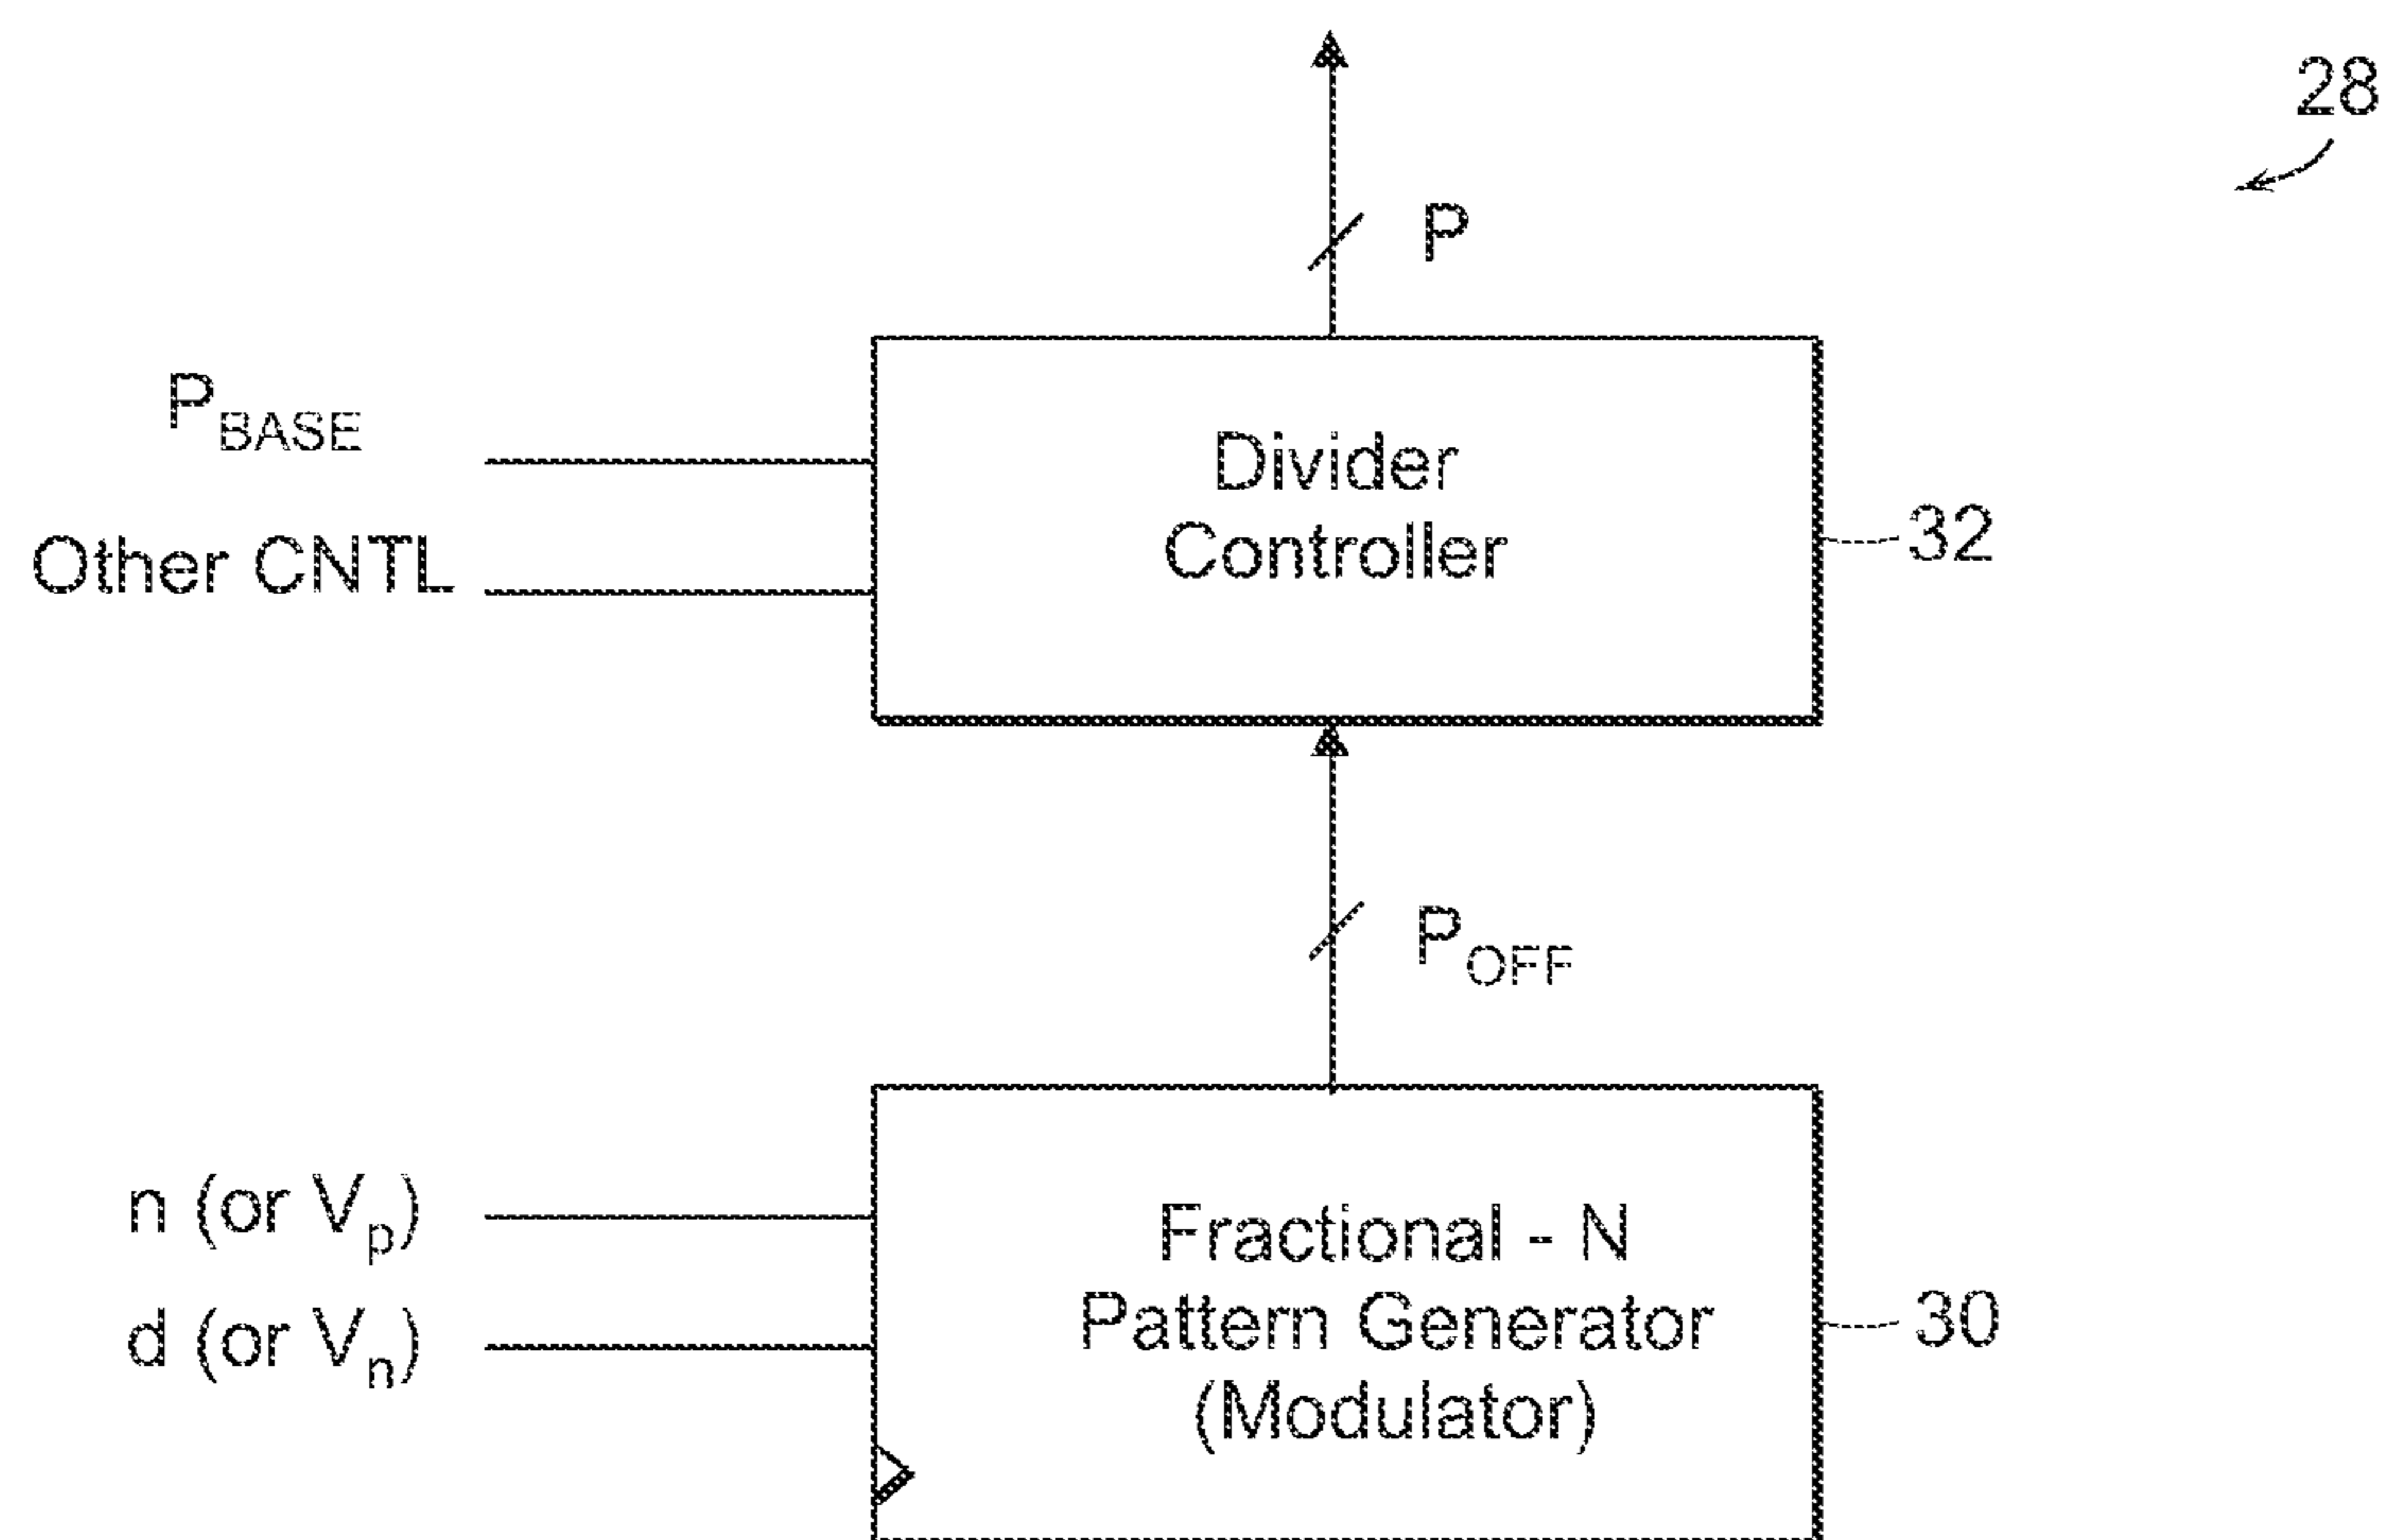 28
P
P_BASE
Other CNTL
Divider
Controller
32
P_OFF
n (or V_p)
d (or V_n)
Fractional - N
Pattern Generator
(Modulator)
30